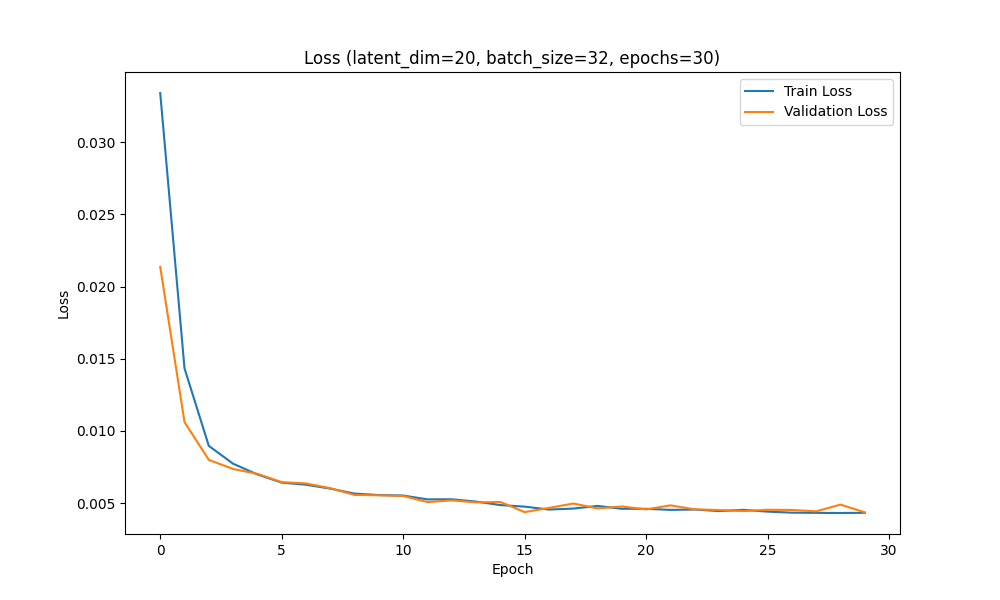 Loss (latent_dim=20, batch_size=32, epochs=30)
Train Loss
Validation Loss
0.030
0.025
0.020
0.015
0.010
0.005
Loss
0 5 10 15 20 25 30
Epoch